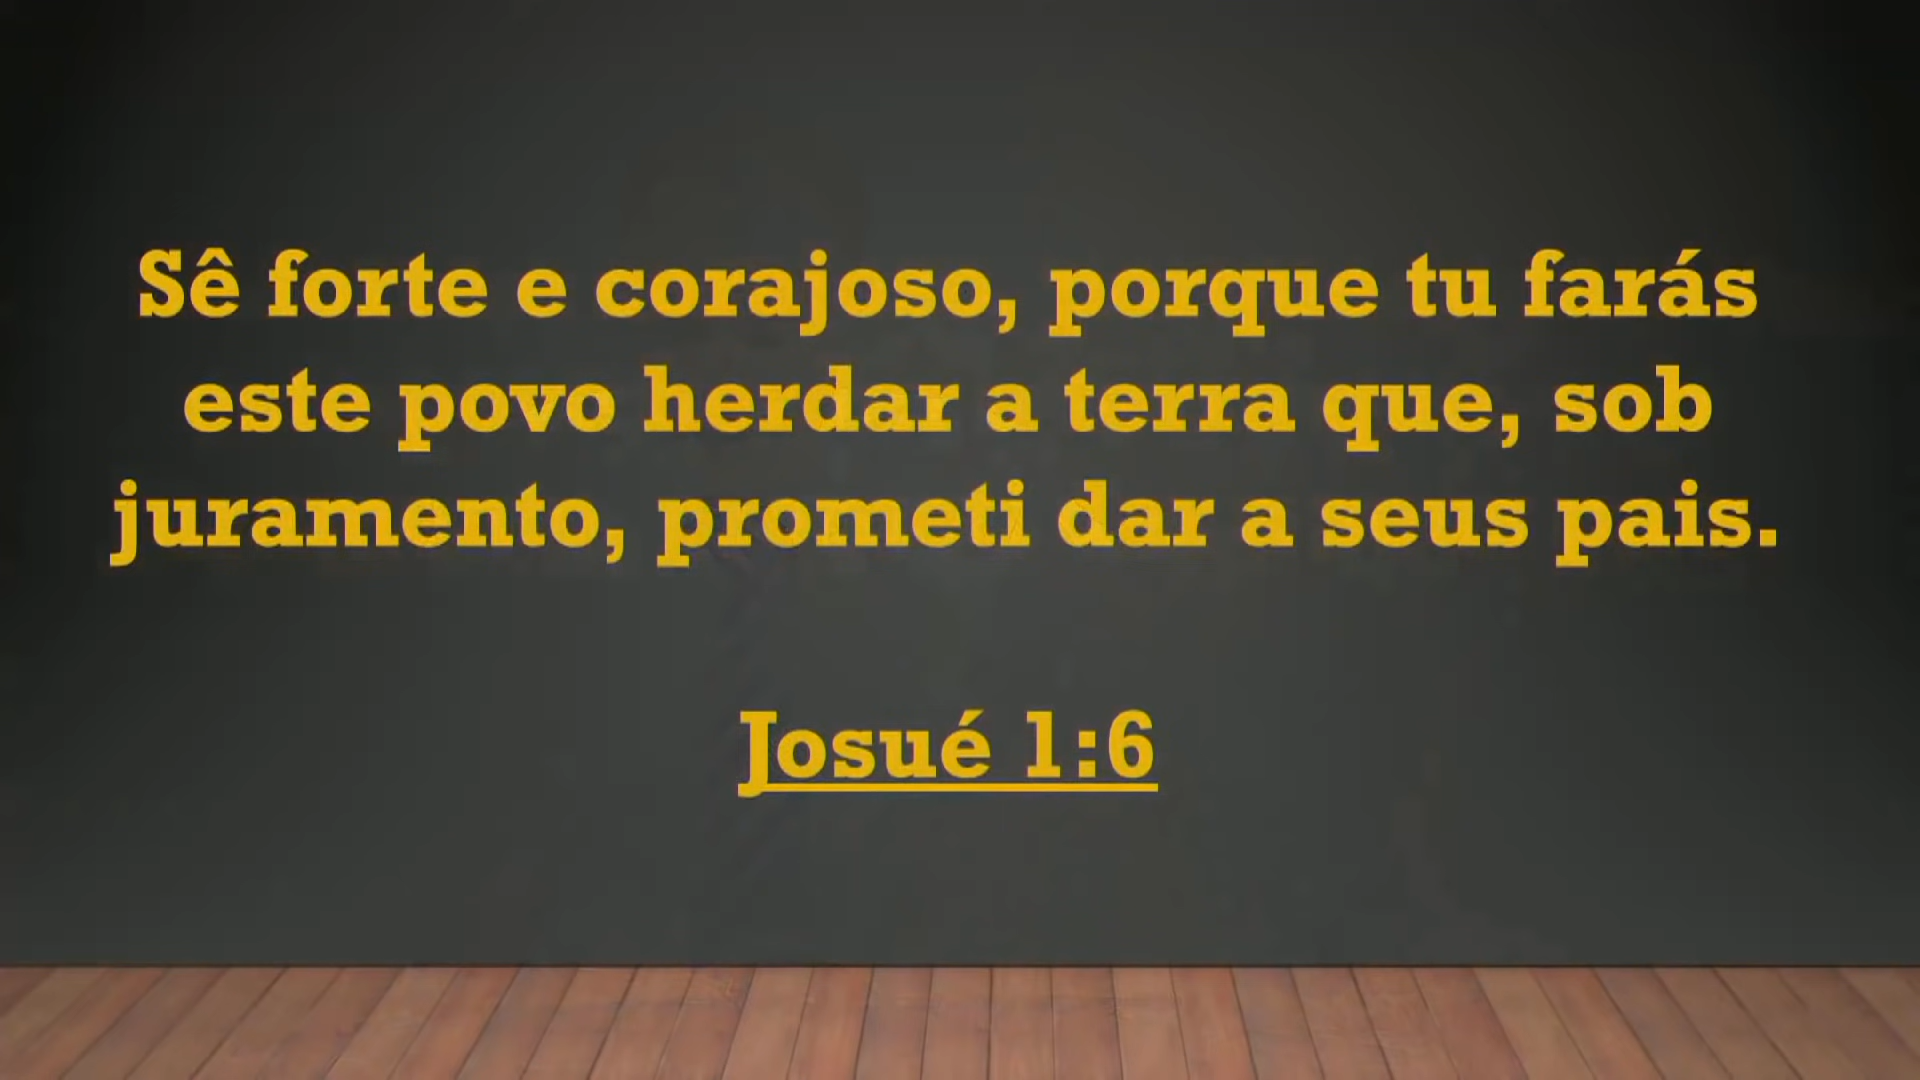 Sê forte e corajoso, porque tu farás
este povo herdar a terra que, sob
juramento, prometi dar a seus pais.
Josué 1:6